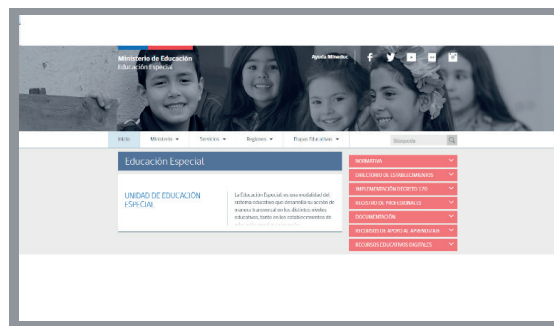 Ministerio de Educación
Educación Especial
Ayuda Mineduc
Inicio Ministerio Servicios Regiones Etapas Educativas Búsqueda
Educación Especial
UNIDAD DE EDUCACIÓN
ESPECIAL
La Educación Especial, es una modalidad del
sistema educativo que desarrolla su acción de
manera transversal en los distintos niveles
educativos, tanto en los establecimientos de
NORMATIVA
DIRECTORIO DE ESTABLECIMIENTOS
IMPLEMENTACIÓN DECRETO 170
REGISTRO DE PROFESIONALES
DOCUMENTACIÓN
RECURSOS DE APOYO AL APRENDIZAJE
RECURSOS EDUCATIVOS DIGITALES